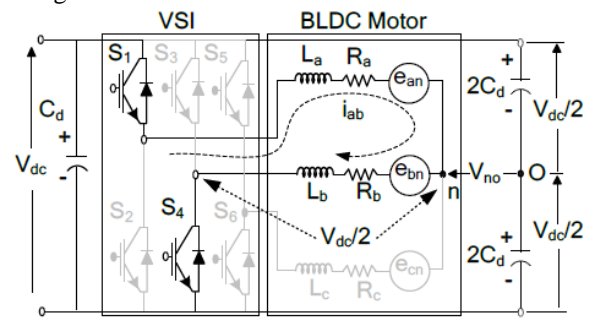 VSI
BLDC Motor
S1
S3
S5
La
Ra
ean
Cd
+
-
Vdc
iab
+
2Cd
-
Vdc/2
S2
S4
S6
Lb
Rb
ebn
n
Vno
O
Vdc/2
+
2Cd
-
Vdc/2
Lc
Rc
ecn